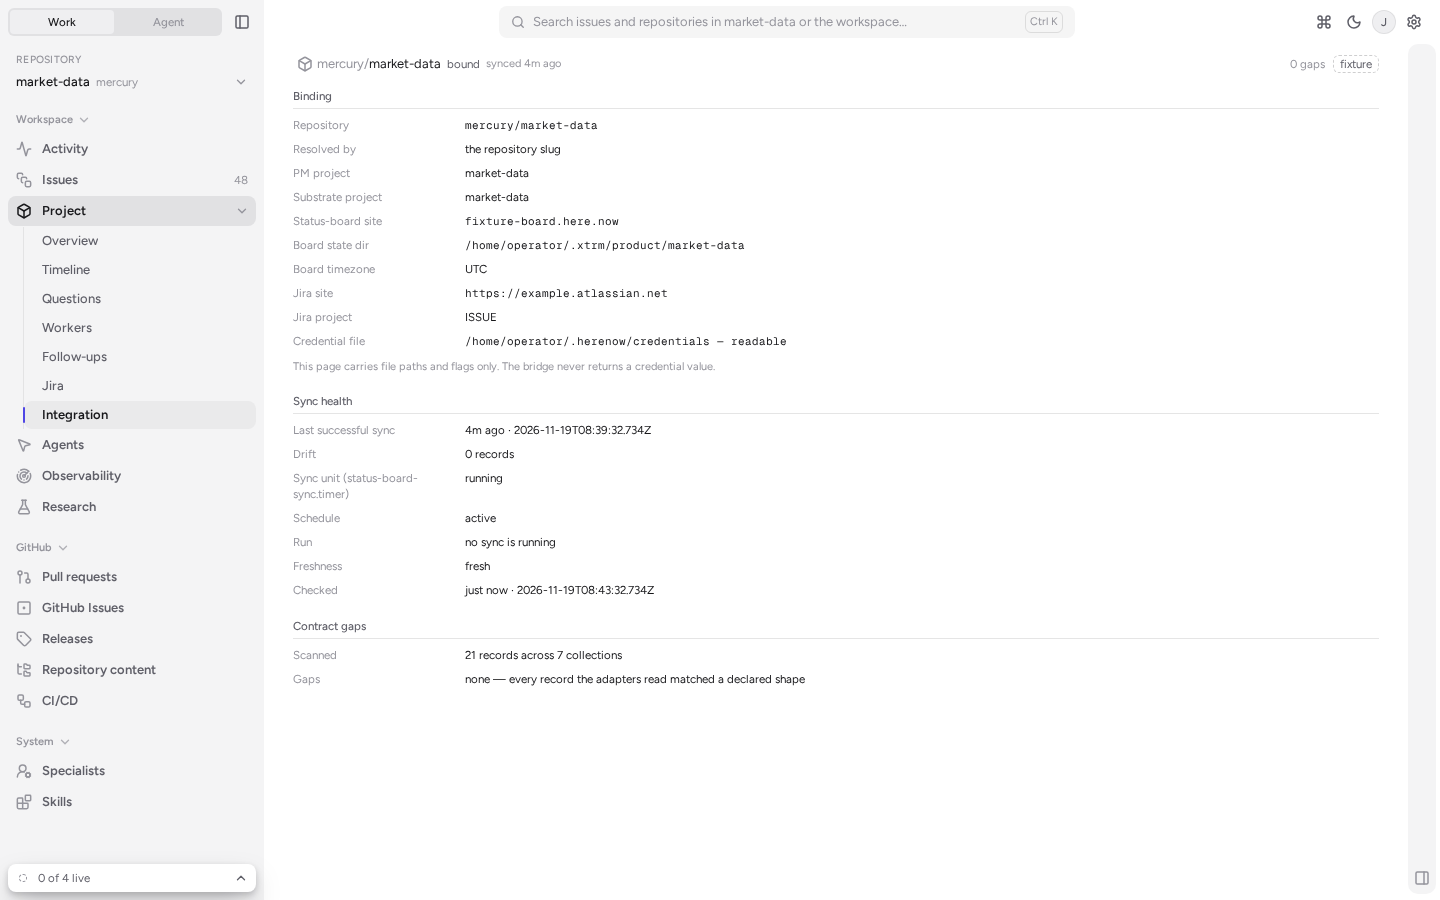 Work
Agent
Search issues and repositories in market-data or the workspace...
Ctrl K
J
REPOSITORY
market-data mercury
Workspace
Activity
Issues 48
Project
Overview
Timeline
Questions
Workers
Follow-ups
Jira
Integration
Agents
Observability
Research
GitHub
Pull requests
GitHub Issues
Releases
Repository content
CI/CD
System
Specialists
Skills
0 of 4 live
mercury/market-data bound synced 4m ago
0 gaps fixture
Binding
Repository mercury/market-data
Resolved by the repository slug
PM project market-data
Substrate project market-data
Status-board site fixture-board.here.now
Board state dir /home/operator/.xtrm/product/market-data
Board timezone UTC
Jira site https://example.atlassian.net
Jira project ISSUE
Credential file /home/operator/.herenow/credentials — readable
This page carries file paths and flags only. The bridge never returns a credential value.
Sync health
Last successful sync 4m ago · 2026-11-19T08:39:32.734Z
Drift 0 records
Sync unit (status-board-
sync.timer) running
Schedule active
Run no sync is running
Freshness fresh
Checked just now · 2026-11-19T08:43:32.734Z
Contract gaps
Scanned 21 records across 7 collections
Gaps none — every record the adapters read matched a declared shape